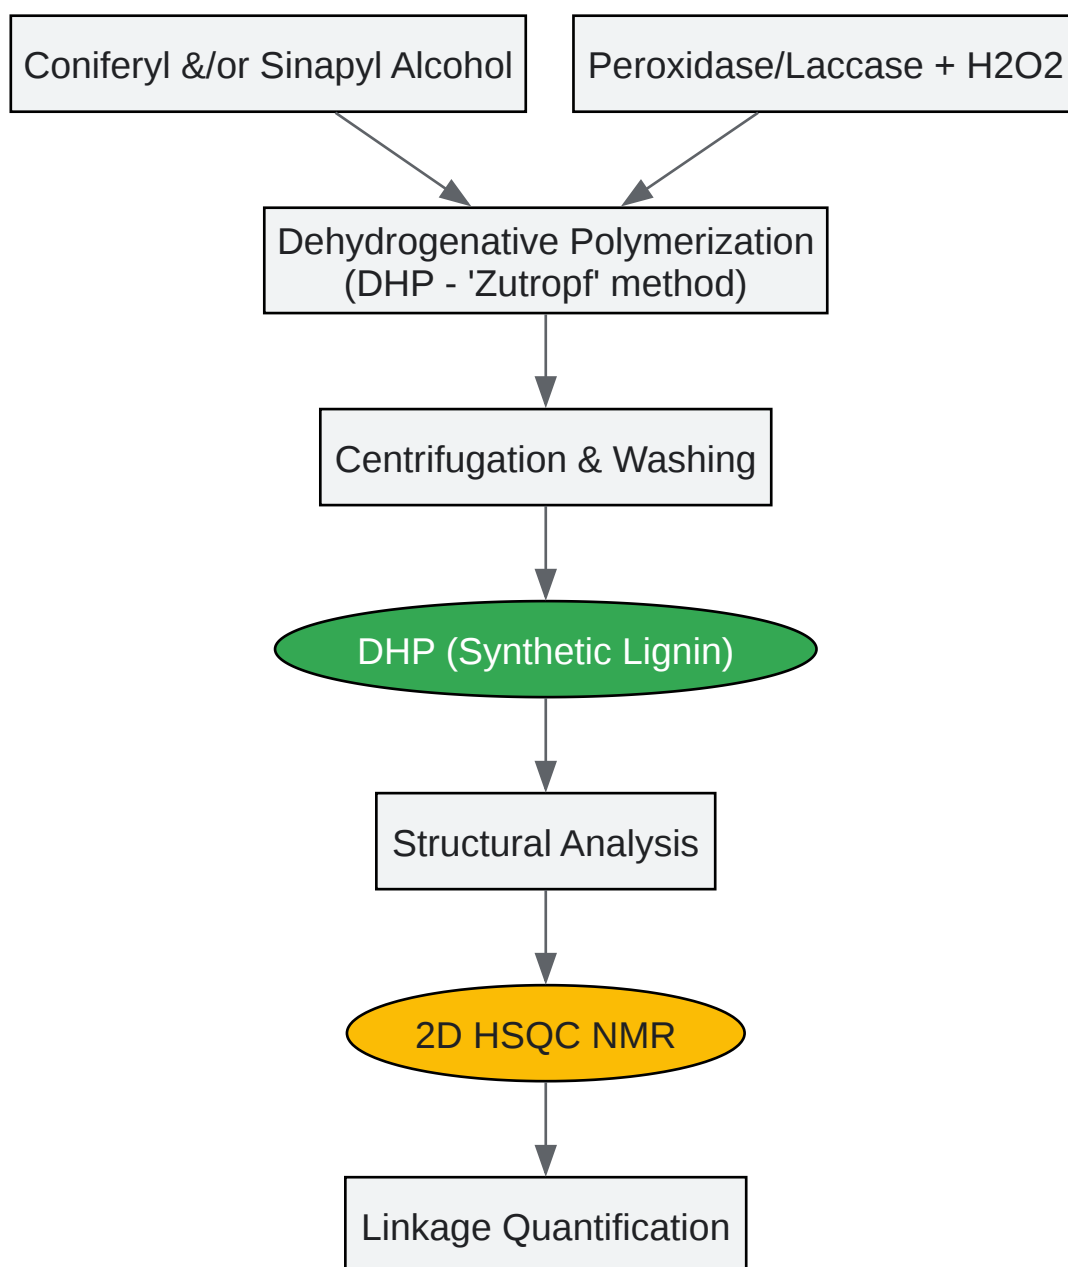 Coniferyl &/or Sinapyl Alcohol
Peroxidase/Laccase + H2O2
Dehydrogenative Polymerization
(DHP - 'Zutropf' method)
Centrifugation & Washing
DHP (Synthetic Lignin)
Structural Analysis
2D HSQC NMR
Linkage Quantification